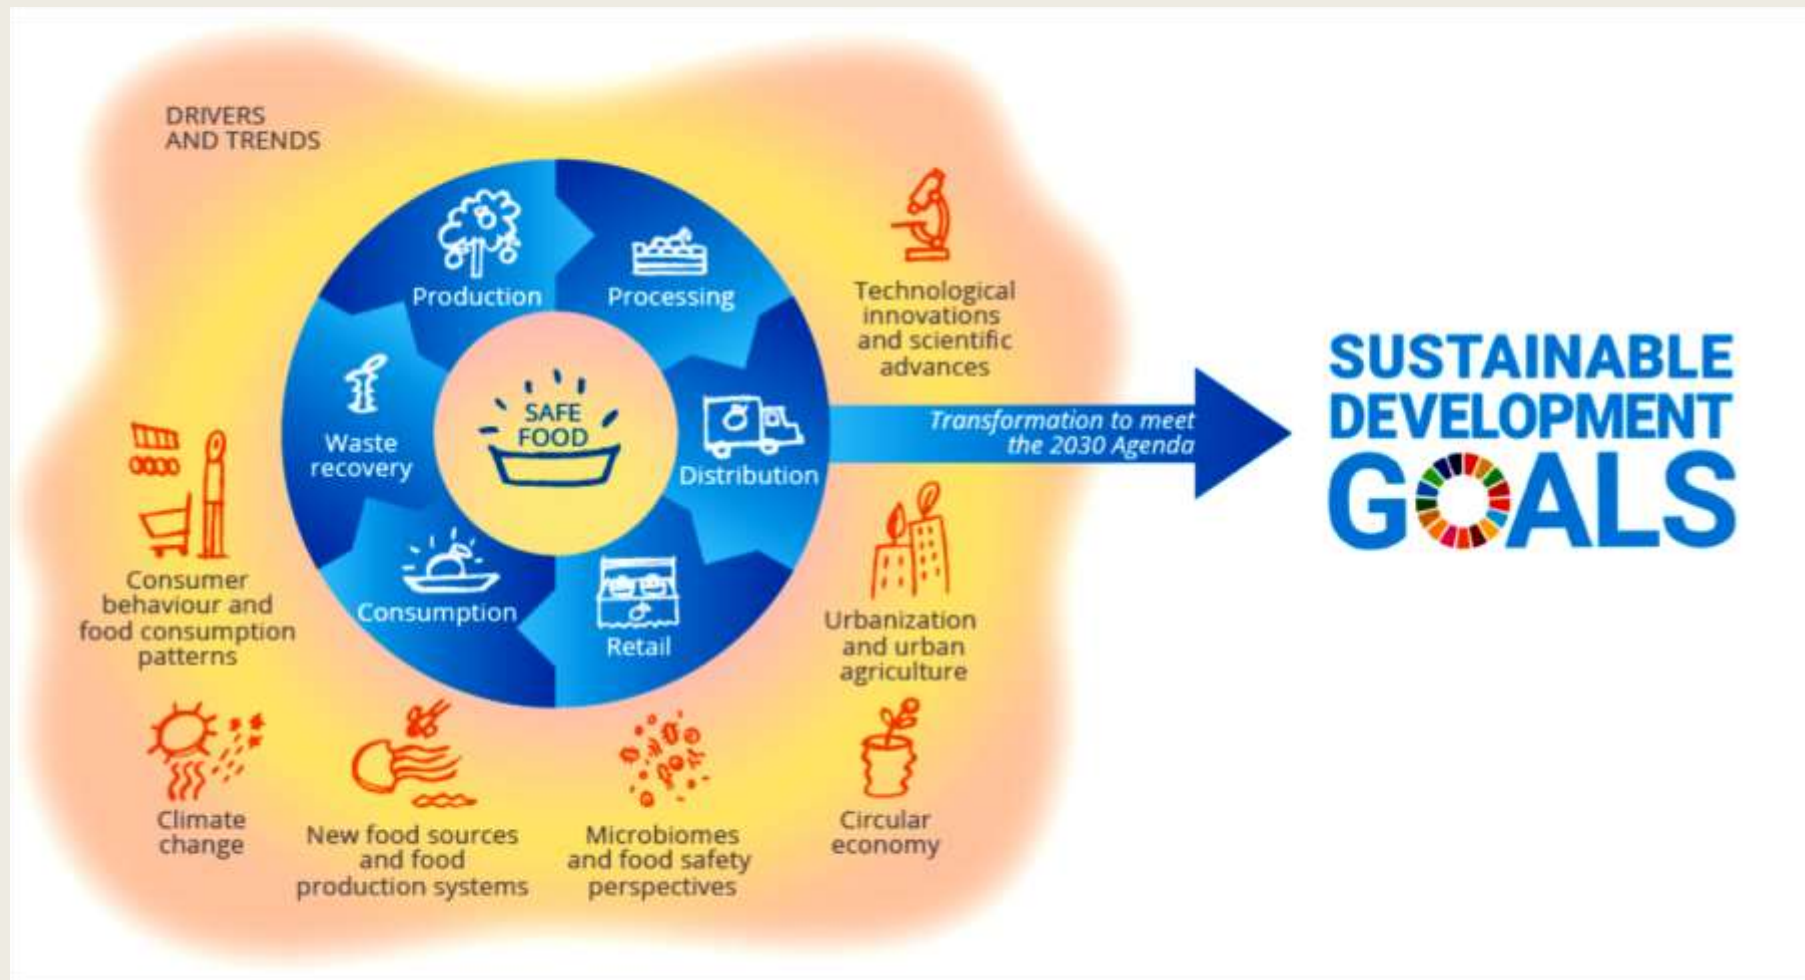 DRIVERS
AND TRENDS
Production
Processing
Distribution
Retail
Consumption
Waste
recovery
SAFE
FOOD
Technological
innovations
and scientific
advances
Transformation to meet
the 2030 Agenda
SUSTAINABLE
DEVELOPMENT
GOALS
Urbanization
and urban
agriculture
Circular
economy
Microbiomes
and food safety
perspectives
New food sources
and food
production systems
Climate
change
Consumer
behaviour and
food consumption
patterns